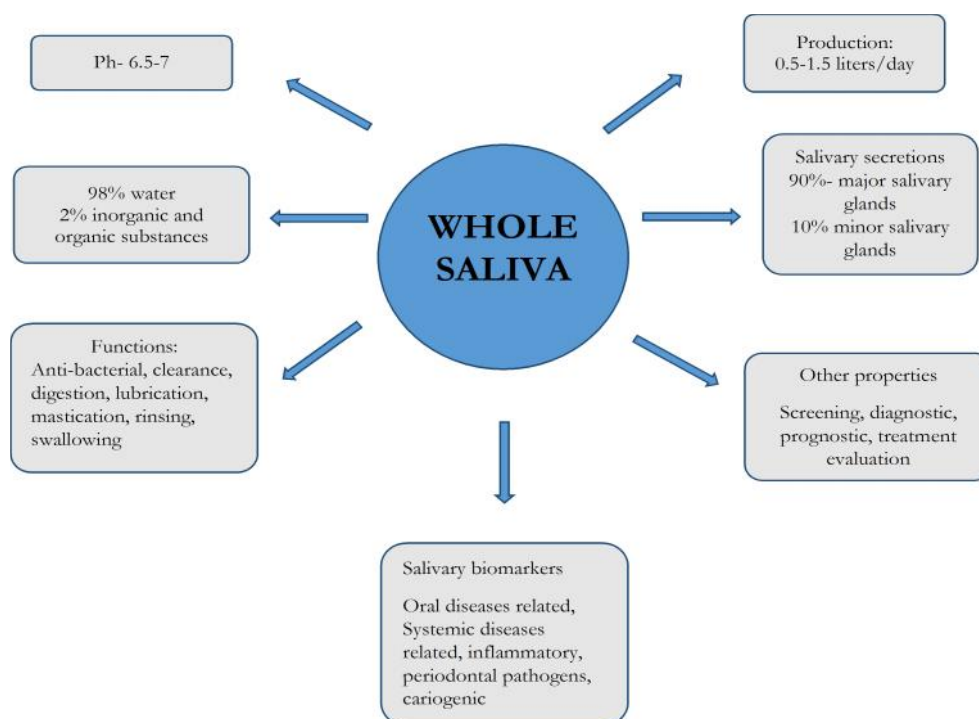 Ph- 6.5-7
Production:
0.5-1.5 liters/day
98% water
2% inorganic and
organic substances
WHOLE
SALIVA
Salivary secretions
90%- major salivary
glands
10% minor salivary
glands
Functions:
Anti-bacterial, clearance,
digestion, lubrication,
mastication, rinsing,
swallowing
Other properties
Screening, diagnostic,
prognostic, treatment
evaluation
Salivary biomarkers
Oral diseases related,
Systemic diseases
related, inflammatory,
periodontal pathogens,
cariogenic